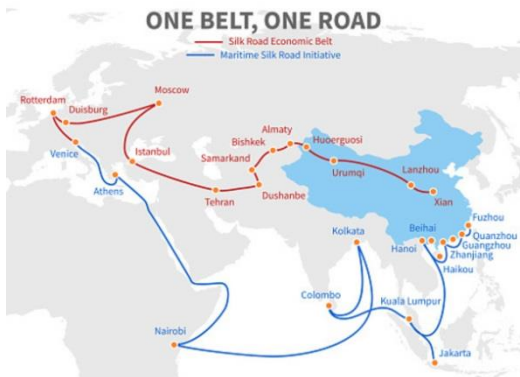 ONE BELT, ONE ROAD
Silk Road Economic Belt
Maritime Silk Road Initiative
Moscow
Rotterdam
Duisburg
Almaty
Bishkek
Huoerguosi
Venice
Istanbul
Samarkand
Urumqi
Lanzhou
Athens
Tehran
Dushanbe
Xian
Fuzhou
Kolkata
Beihai
Quanzhou
Hanoi
Guangzhou
Zhanjiang
Haikou
Colombo
Kuala Lumpur
Nairobi
Jakarta